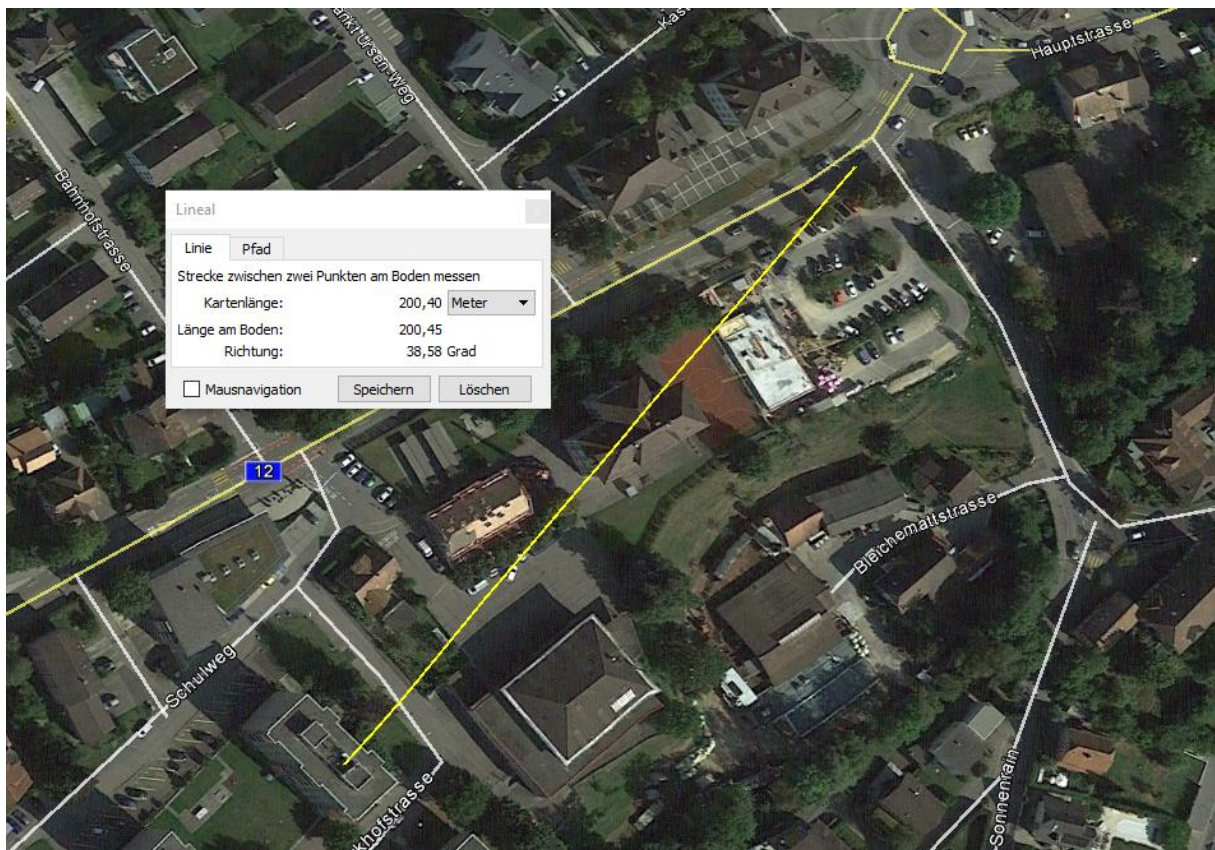 Sankt Ursen-Weg
Hauptstrasse
Bahnhofstrasse
Lineal
Linie
Pfad
Strecke zwischen zwei Punkten am Boden messen
Kartenlänge: 200,40 Meter
Länge am Boden: 200,45
Richtung: 38,58 Grad
Mausnavigation
Speichern
Löschen
12
Bleichemattstrasse
Schulweg
khofstrasse
Sonnenrain